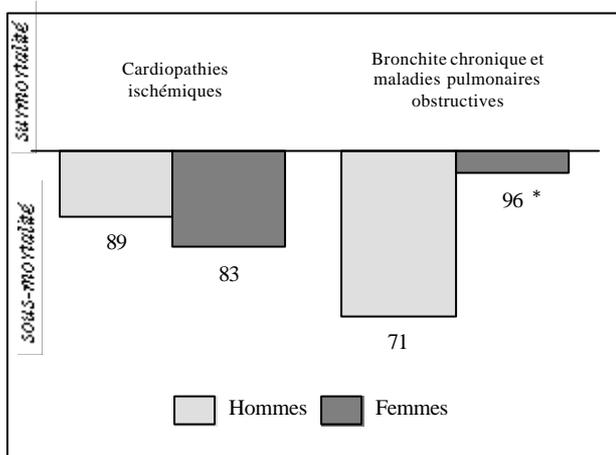 surmortalité
Cardiopathies
ischémiques
Bronchite chronique et
maladies pulmonaires
obstructives
sous-mortalité
89
83
71
96 *
Hommes
Femmes